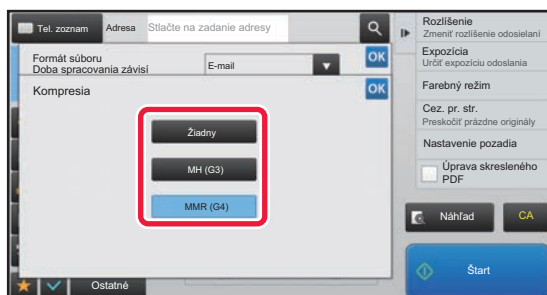 Tel. zoznam
Adresa
Stlačte na zadanie adresy
Formát súboru
Doba spracovania závisí
E-mail
OK
Kompresia
OK
Žiadny
MH (G3)
MMR (G4)
Ostatné
Rozlíšenie
Zmeniť rozlíšenie odosielani
Expozícia
Určiť expozíciu odoslania
Farebný režim
Cez. pr. str.
Preskočiť prázdne originály
Nastavenie pozadia
Úprava skresleného
PDF
Náhľad
CA
Štart